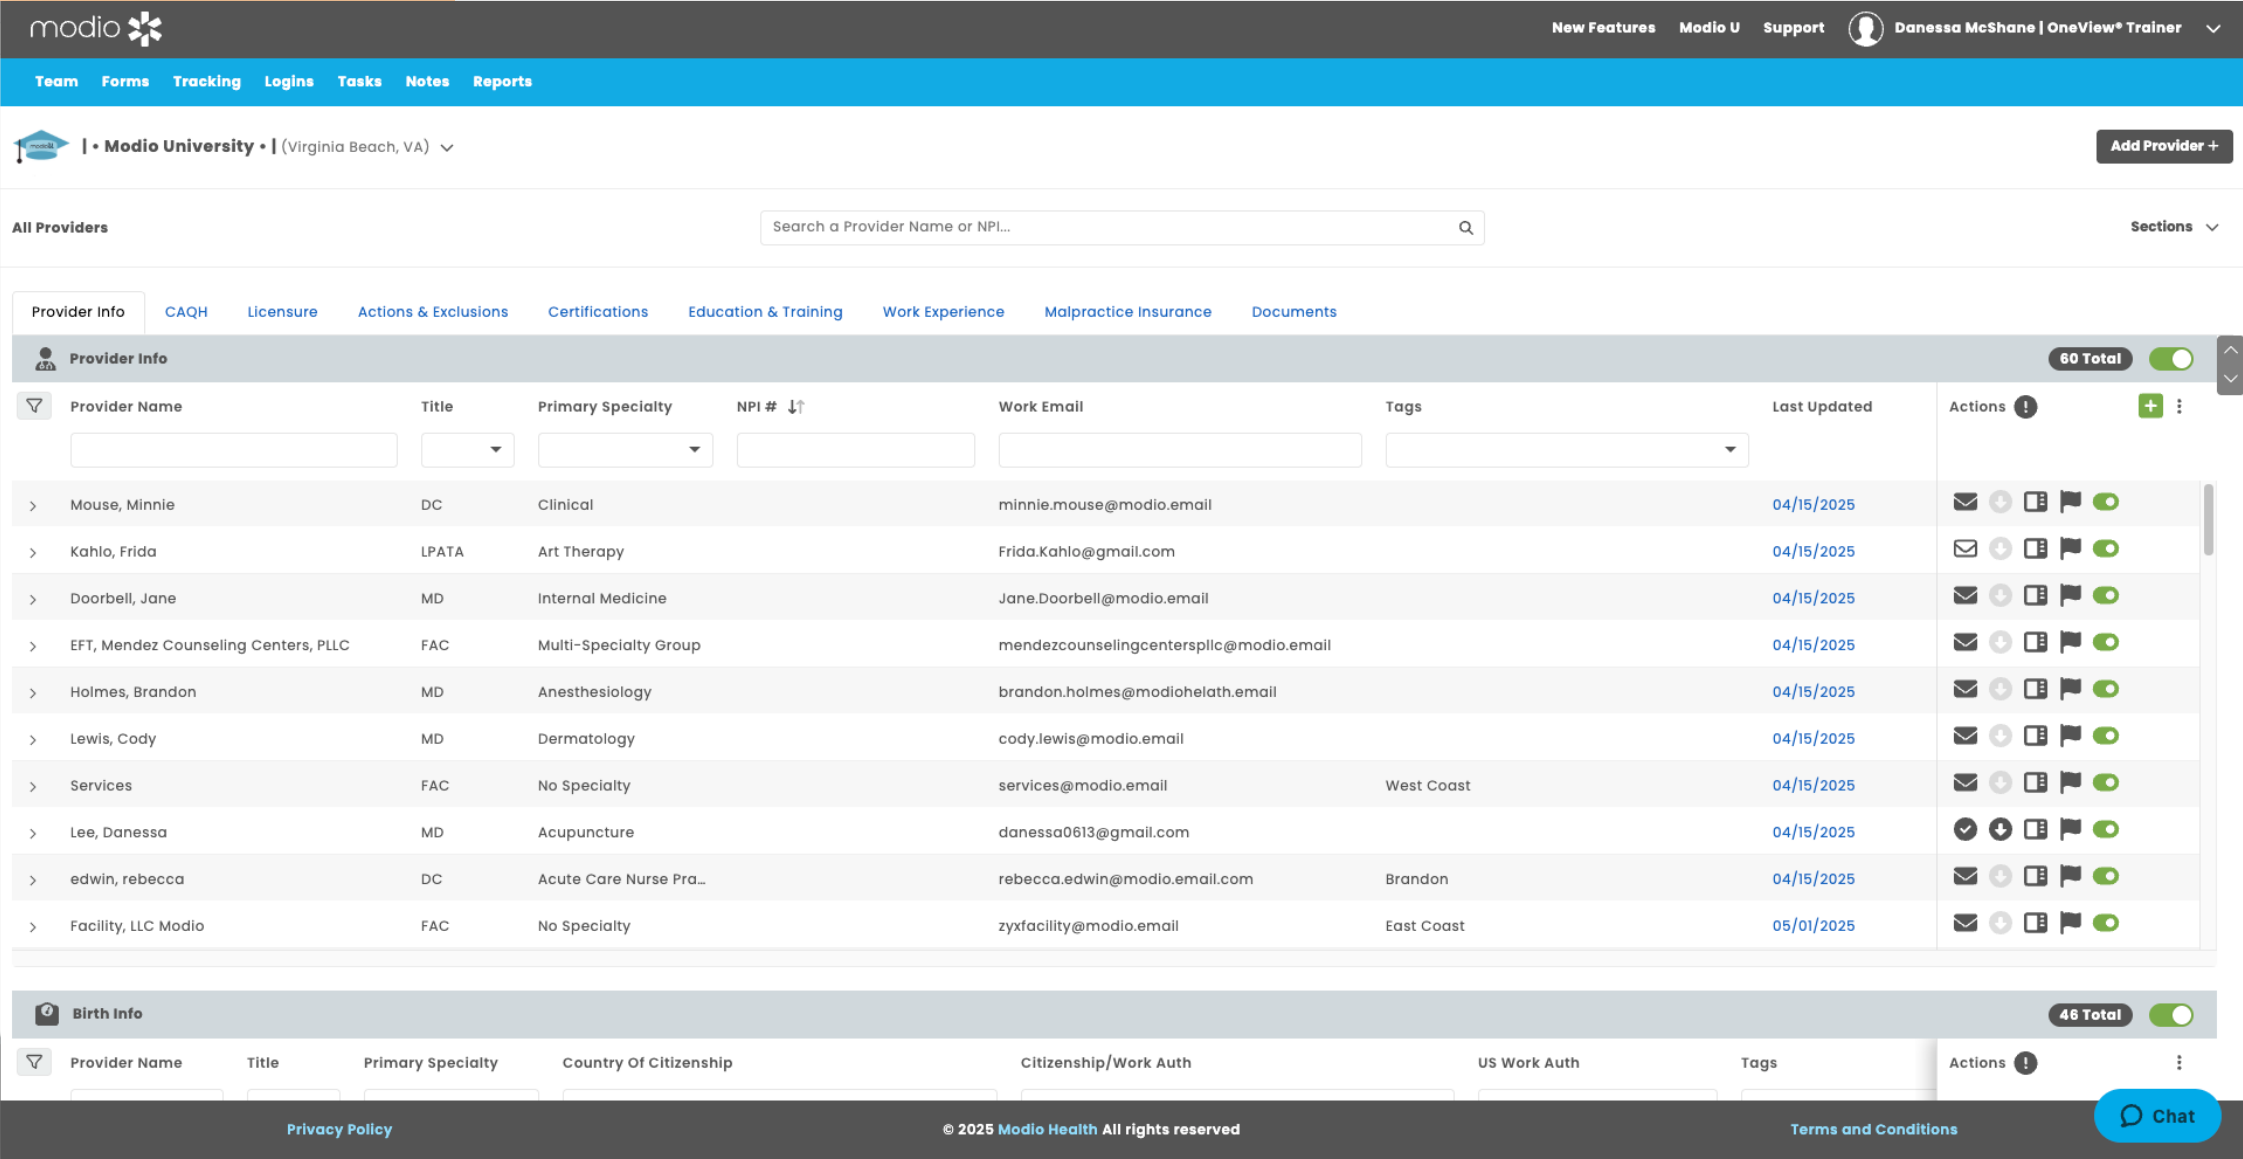 modio
New Features Modio U Support Danessa McShane | OneView® Trainer
Team Forms Tracking Logins Tasks Notes Reports
| • Modio University • | (Virginia Beach, VA) Add Provider +
All Providers Search a Provider Name or NPI... Sections
Provider Info CAQH Licensure Actions & Exclusions Certifications Education & Training Work Experience Malpractice Insurance Documents
Provider Info 60 Total
Provider Name Title Primary Specialty NPI # Work Email Tags Last Updated Actions
Mouse, Minnie DC Clinical minnie.mouse@modio.email 04/15/2025
Kahlo, Frida LPATA Art Therapy Frida.Kahlo@gmail.com 04/15/2025
Doorbell, Jane MD Internal Medicine Jane.Doorbell@modio.email 04/15/2025
EFT, Mendez Counseling Centers, PLLC FAC Multi-Specialty Group mendezcounselingcenterspllc@modio.email 04/15/2025
Holmes, Brandon MD Anesthesiology brandon.holmes@modiohelath.email 04/15/2025
Lewis, Cody MD Dermatology cody.lewis@modio.email 04/15/2025
Services FAC No Specialty services@modio.email West Coast 04/15/2025
Lee, Danessa MD Acupuncture danessa0613@gmail.com 04/15/2025
edwin, rebecca DC Acute Care Nurse Pra... rebecca.edwin@modio.email.com Brandon 04/15/2025
Facility, LLC Modio FAC No Specialty zyxfacility@modio.email East Coast 05/01/2025
Birth Info 46 Total
Provider Name Title Primary Specialty Country Of Citizenship Citizenship/Work Auth US Work Auth Tags Actions
Chat
Privacy Policy © 2025 Modio Health All rights reserved Terms and Conditions